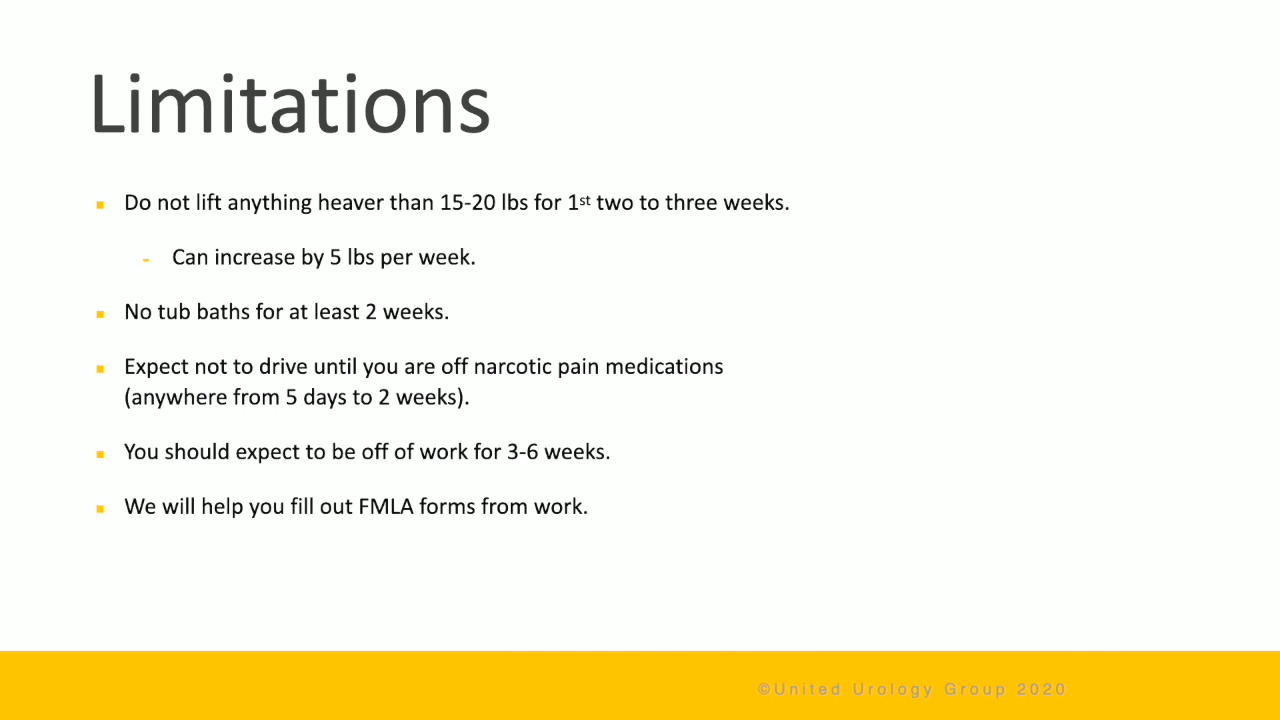 Limitations
Do not lift anything heaver than 15-20 lbs for 1st two to three weeks.
- Can increase by 5 lbs per week.
No tub baths for at least 2 weeks.
Expect not to drive until you are off narcotic pain medications
(anywhere from 5 days to 2 weeks).
You should expect to be off of work for 3-6 weeks.
We will help you fill out FMLA forms from work.
©United Urology Group 2020